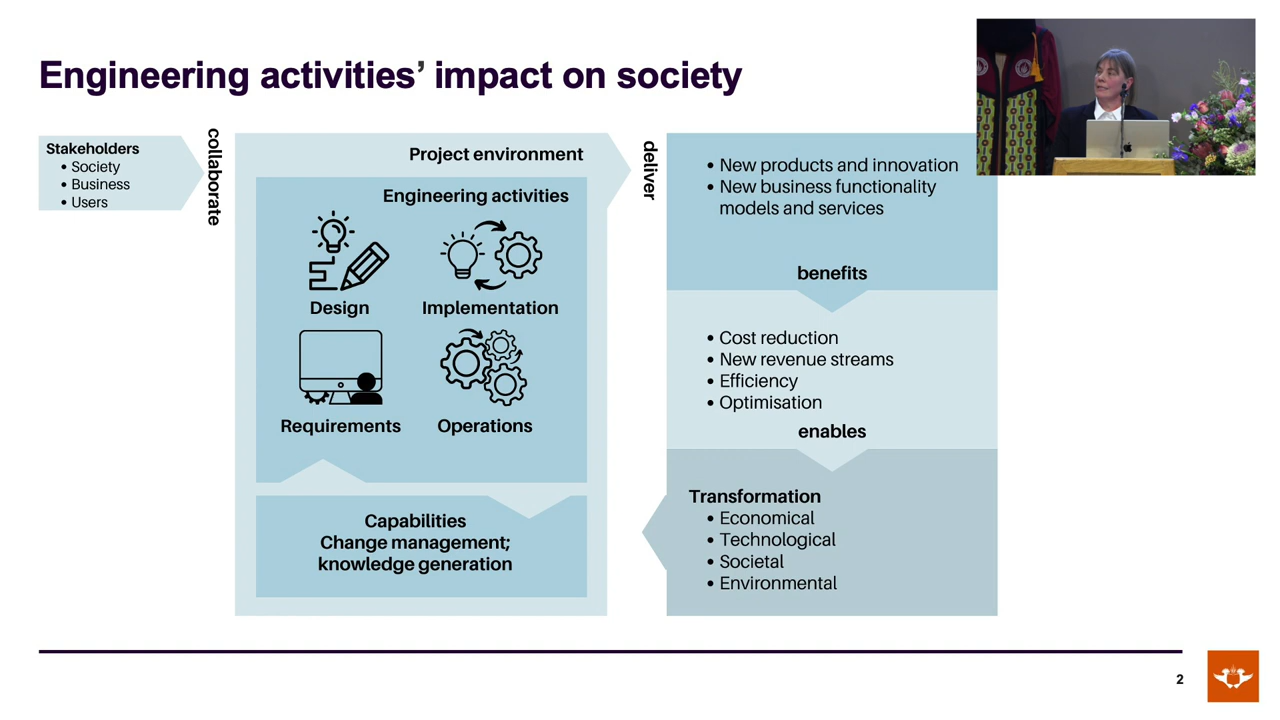 Engineering activities’ impact on society
Stakeholders
• Society
• Business
• Users
collaborate
Project environment
Engineering activities
Design
Implementation
Requirements
Operations
Capabilities
Change management;
knowledge generation
deliver
• New products and innovation
• New business functionality
models and services
benefits
• Cost reduction
• New revenue streams
• Efficiency
• Optimisation
enables
Transformation
• Economical
• Technological
• Societal
• Environmental
2